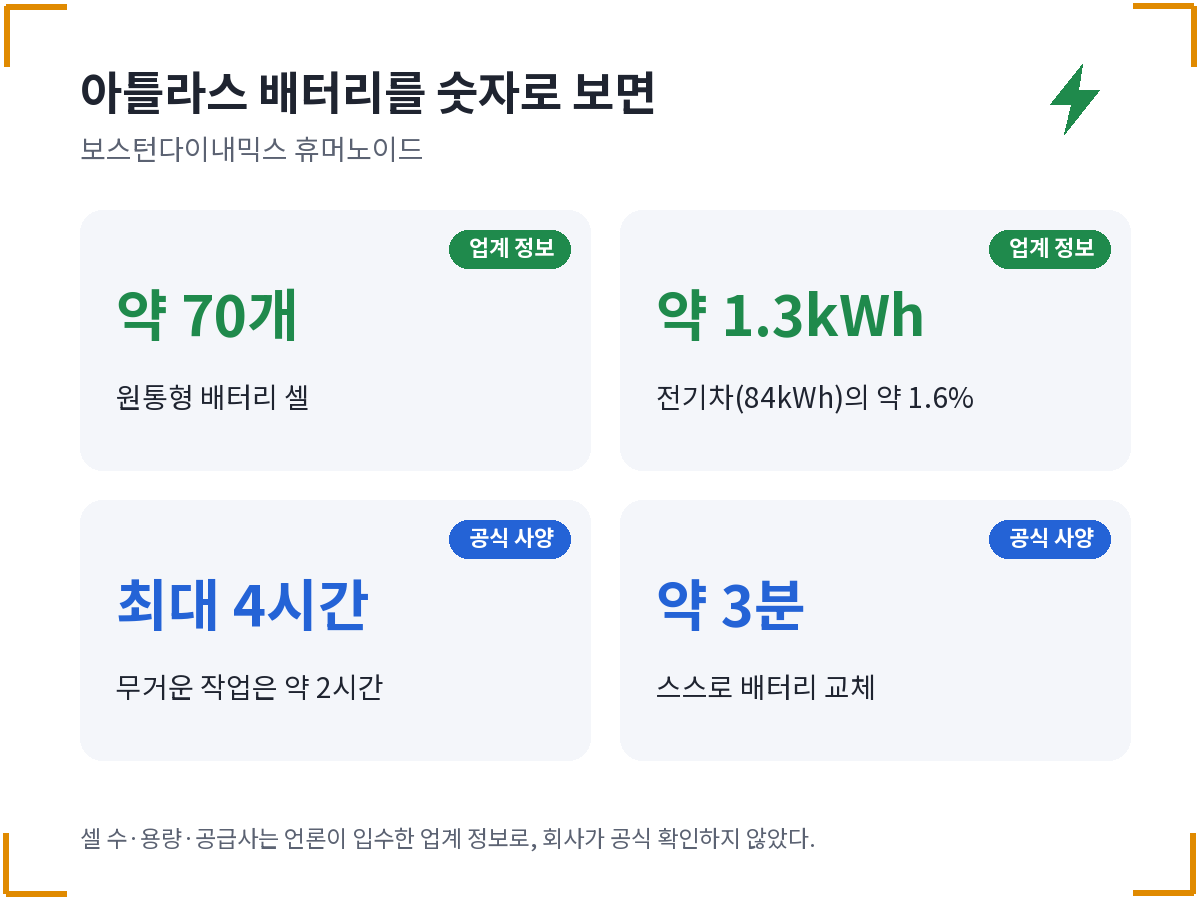 아틀라스 배터리를 숫자로 보면
보스턴다이내믹스 휴머노이드
업계 정보
약 70개
원통형 배터리 셀
업계 정보
약 1.3kWh
전기차(84kWh)의 약 1.6%
공식 사양
최대 4시간
무거운 작업은 약 2시간
공식 사양
약 3분
스스로 배터리 교체
셀 수·용량·공급사는 언론이 입수한 업계 정보로, 회사가 공식 확인하지 않았다.